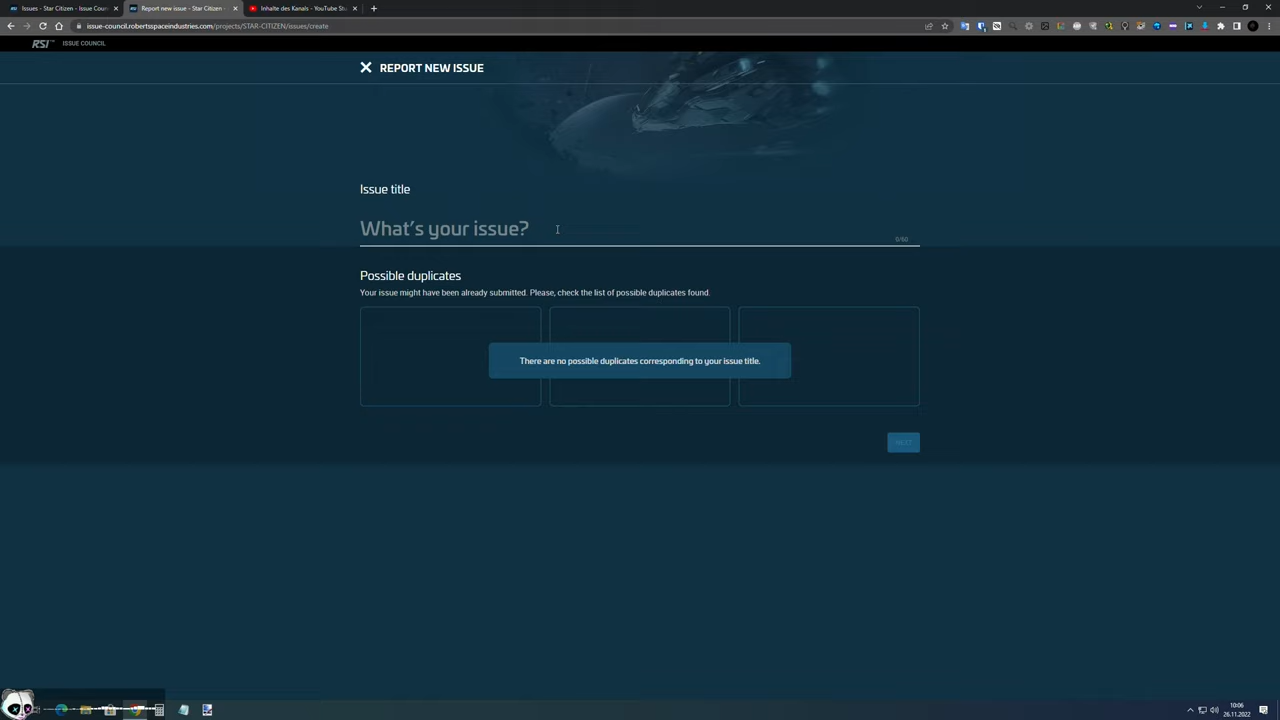 Issues - Star Citizen - Issue Coun
Report new issue - Star Citizen -
Inhalte des Kanals - YouTube Stu
issue-council.robertsspaceindustries.com/projects/STAR-CITIZEN/issues/create
RSI ISSUE COUNCIL
REPORT NEW ISSUE
Issue title
What's your issue?
0/60
Possible duplicates
Your issue might have been already submitted. Please, check the list of possible duplicates found.
There are no possible duplicates corresponding to your issue title.
NEXT
10:06
26.11.2022